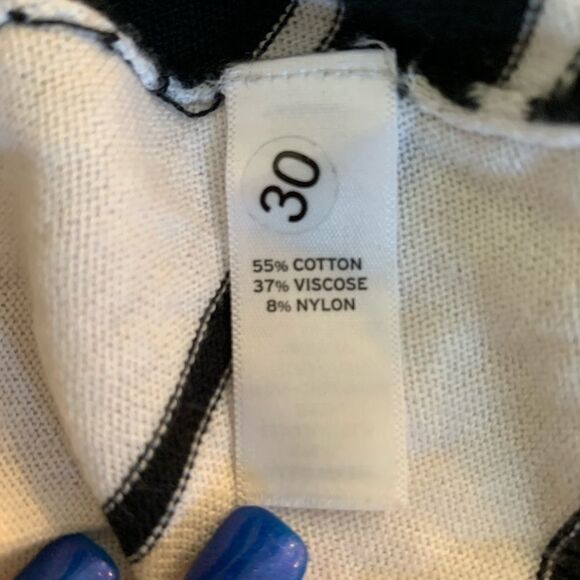 30
55% COTTON
37% VISCOSE
8% NYLON